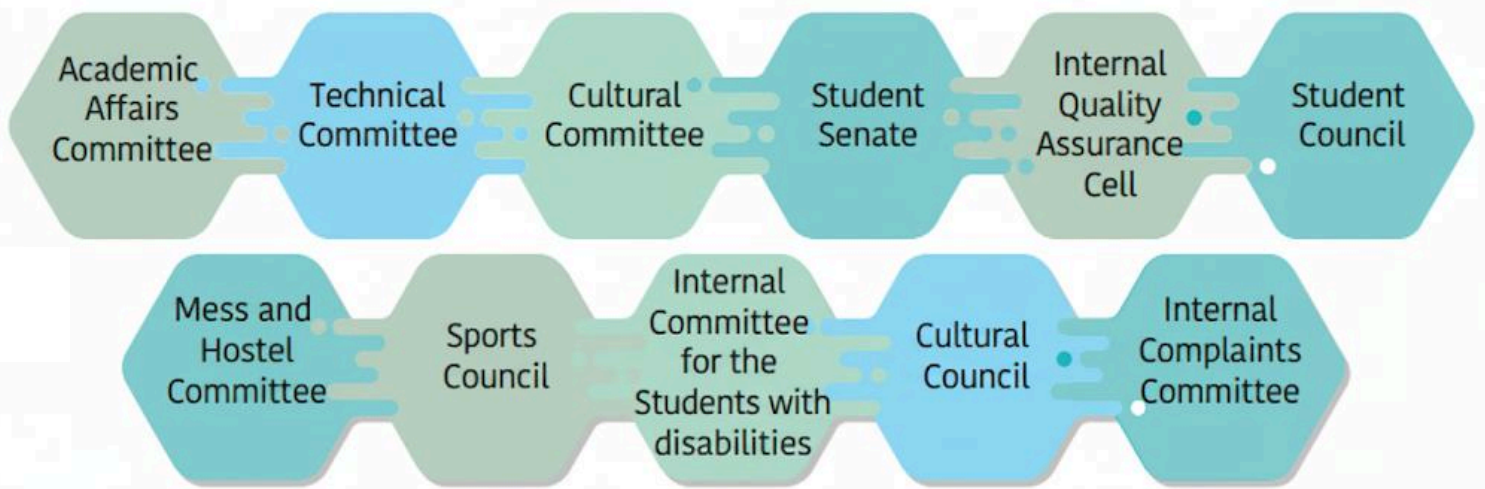 Academic
Affairs
Committee
Technical
Committee
Cultural
Committee
Student
Senate
Internal
Quality
Assurance
Cell
Student
Council
Mess and
Hostel
Committee
Sports
Council
Internal
Committee
for the
Students with
disabilities
Cultural
Council
Internal
Complaints
Committee